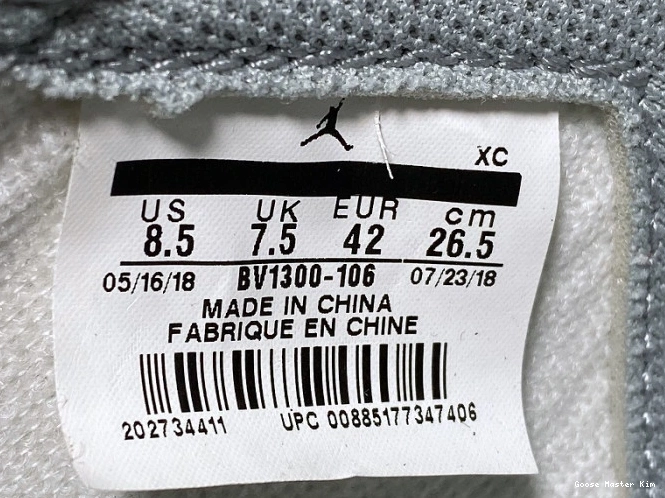 XC
US UK EUR cm
8.5 7.5 42 26.5
05/16/18 BV1300-106 07/23/18
MADE IN CHINA
FABRIQUE EN CHINE
202734411 UPC 00885177347406
Goose Master Kim